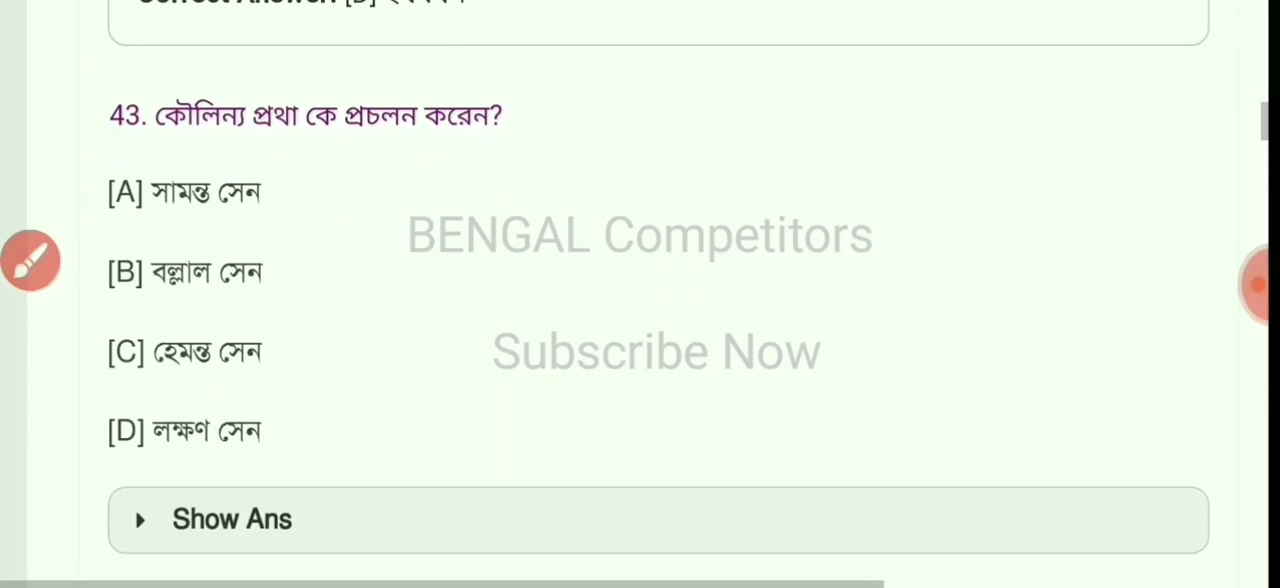 43. কৌলিন্য প্রথা কে প্রচলন করেন?
[A] সামন্ত সেন
BENGAL Competitors
[B] বল্লাল সেন
[C] হেমন্ত সেন
Subscribe Now
[D] লক্ষণ সেন
Show Ans